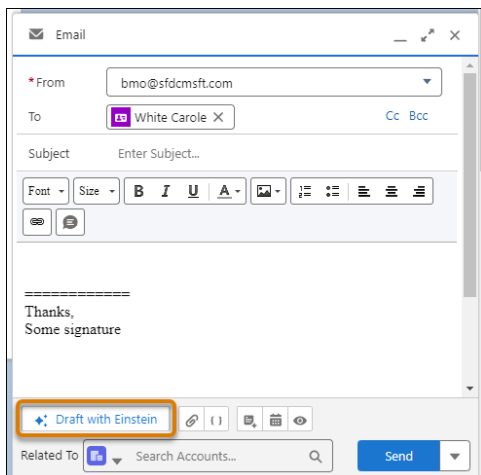 Email
*From bmo@sfdcmsft.com
To White Carole Cc Bcc
Subject Enter Subject...
Font Size B I U A
============
Thanks,
Some signature
Draft with Einstein { }
Related To Search Accounts... Send